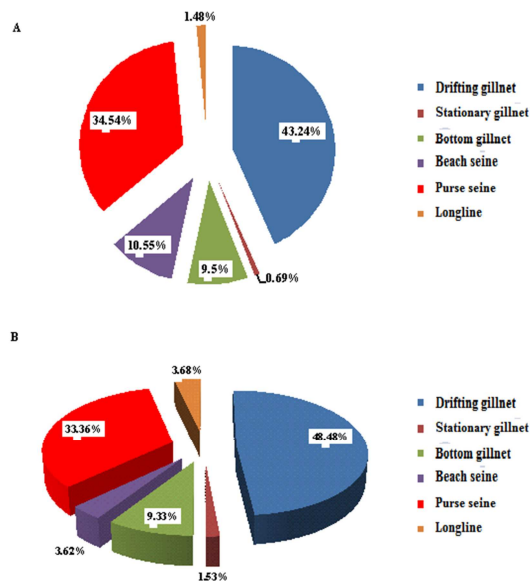 A
1.48%
34.54%
43.24%
10.55%
9.5%
0.69%
Drifting gillnet
Stationary gillnet
Bottom gillnet
Beach seine
Purse seine
Longline
B
3.68%
33.36%
48.48%
9.33%
3.62%
1.53%
Drifting gillnet
Stationary gillnet
Bottom gillnet
Beach seine
Purse seine
Longline